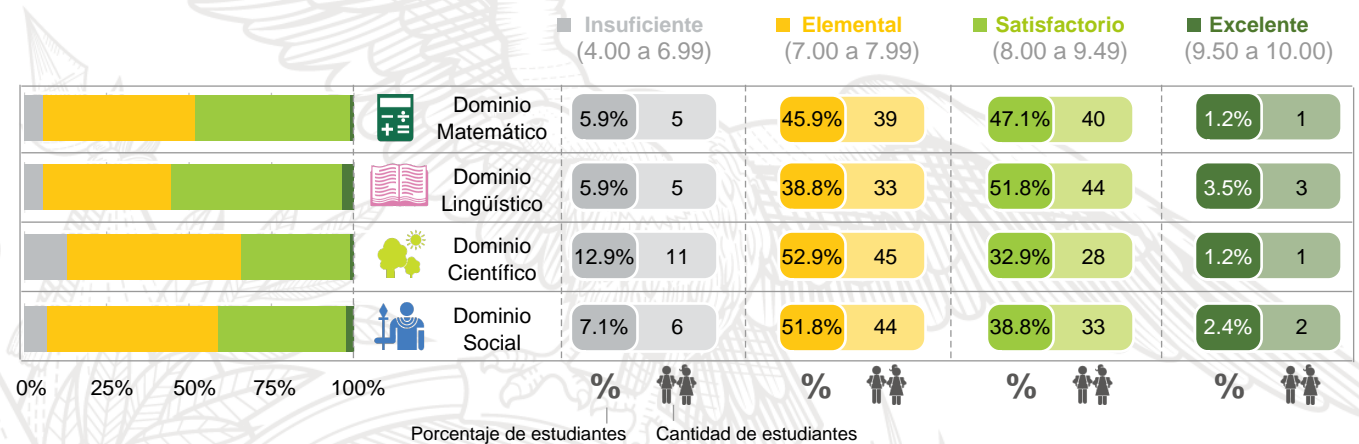 Insuficiente Elemental Satisfactorio Excelente
(4.00 a 6.99) (7.00 a 7.99) (8.00 a 9.49) (9.50 a 10.00)
Dominio
Matemático
5.9% 5 45.9% 39 47.1% 40 1.2% 1
Dominio
Lingüístico
5.9% 5 38.8% 33 51.8% 44 3.5% 3
Dominio
Científico
12.9% 11 52.9% 45 32.9% 28 1.2% 1
Dominio
Social
7.1% 6 51.8% 44 38.8% 33 2.4% 2
0% 25% 50% 75% 100% % % % %
Porcentaje de estudiantes Cantidad de estudiantes